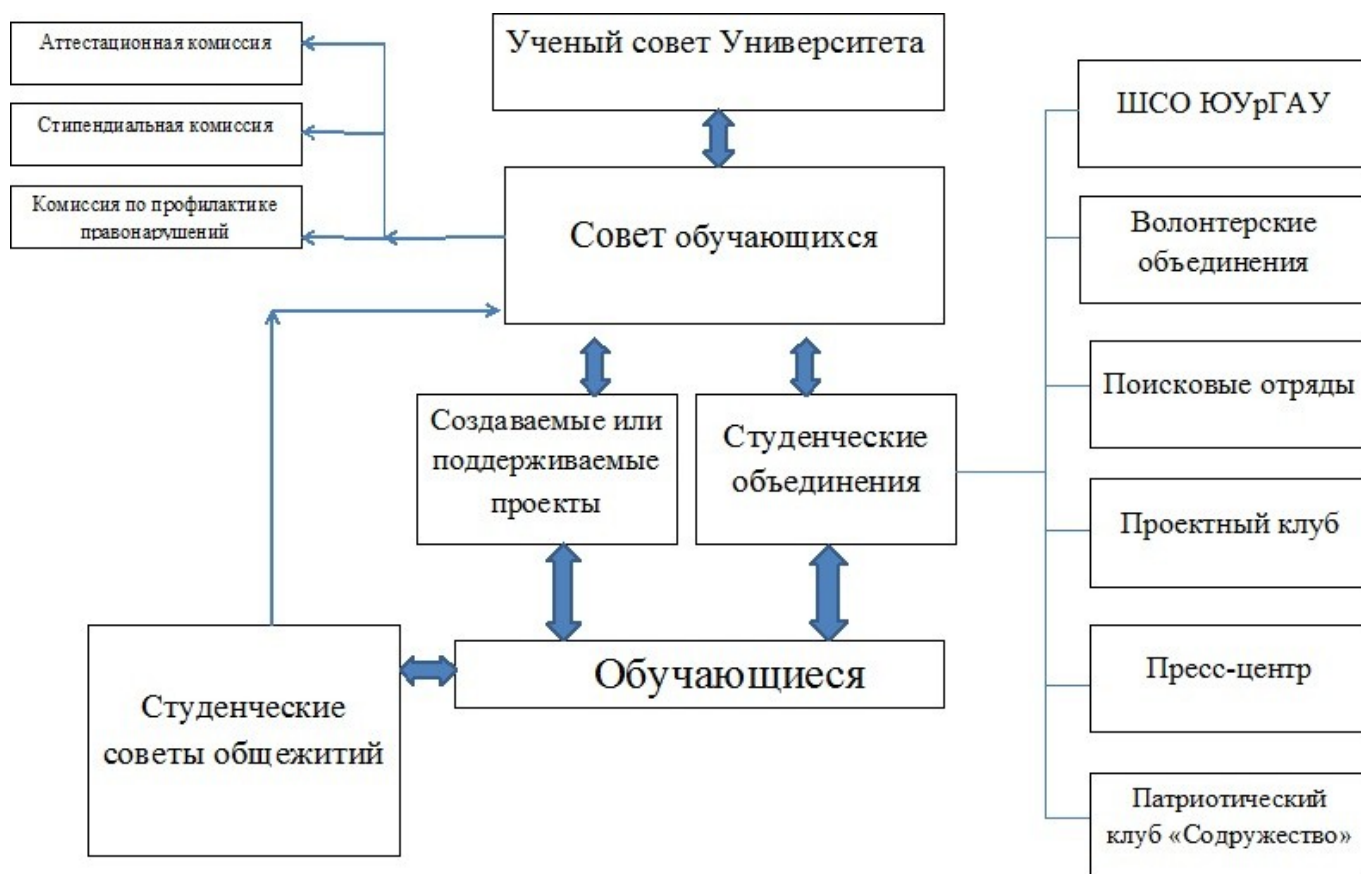 Аттестационная комиссия
Стипендиальная комиссия
Комиссия по профилактике
правонарушений
Ученый совет Университета
Совет обучающихся
Создаваемые или
поддерживаемые
проекты
Студенческие
объединения
Обучающиеся
Студенческие
советы общежитий
ШСО ЮУрГАУ
Волонтерские
объединения
Поисковые отряды
Проектный клуб
Пресс-центр
Патриотический
клуб «Содружество»